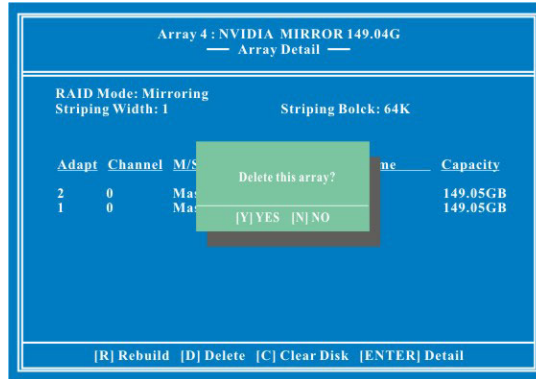 Array 4 : NVIDIA MIRROR 149.04G
Array Detail
RAID Mode: Mirroring
Striping Width: 1 Striping Bolck: 64K
Adapt Channel M/S Capacity
2 0 149.05GB
1 0 149.05GB
Delete this array?
[Y] YES [N] NO
[R] Rebuild [D] Delete [C] Clear Disk [ENTER] Detail